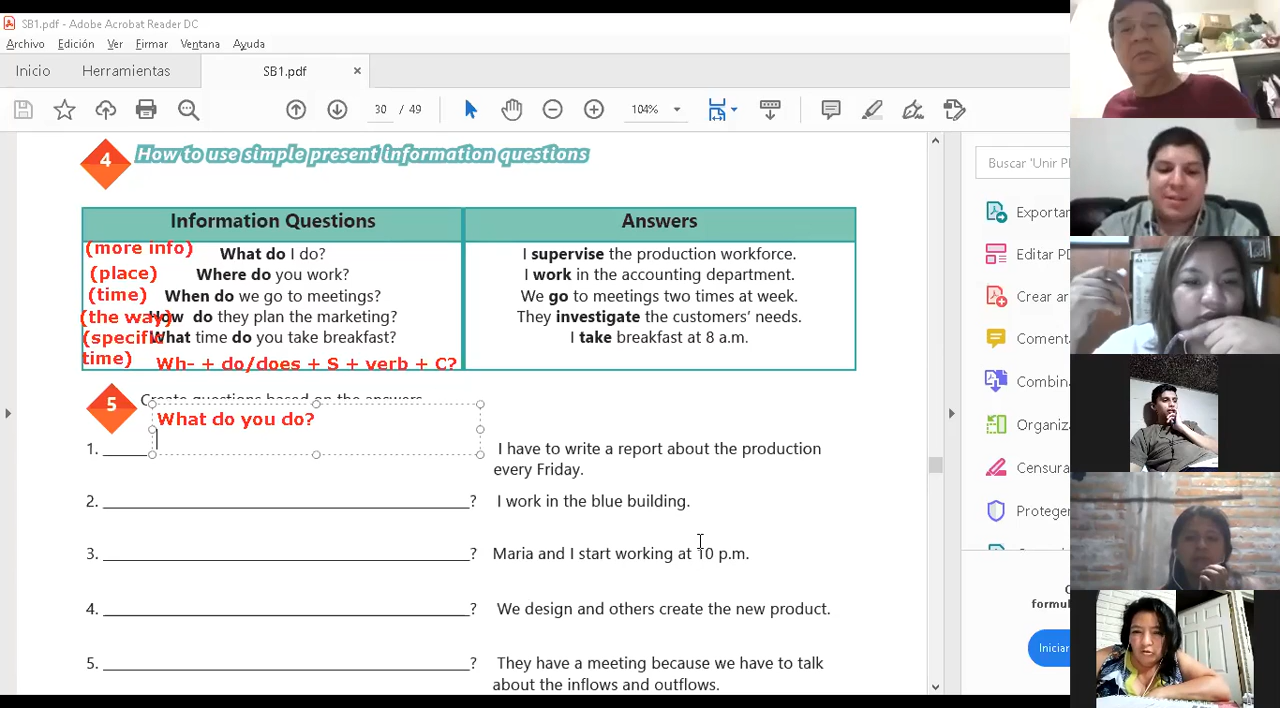 SB1.pdf - Adobe Acrobat Reader DC
Archivo Edición Ver Firmar Ventana Ayuda
Inicio Herramientas SB1.pdf ×
30 / 49 104%
4 How to use simple present information questions
Information Questions Answers
(more info) What do I do? I supervise the production workforce.
(place) Where do you work? I work in the accounting department.
(time) When do we go to meetings? We go to meetings two times at week.
(the way) How do they plan the marketing? They investigate the customers' needs.
(specific What time do you take breakfast? I take breakfast at 8 a.m.
time) Wh- + do/does + S + verb + C?
5 Create questions based on the answers
What do you do?
1. I have to write a report about the production
every Friday.
2. ? I work in the blue building.
3. ? Maria and I start working at 10 p.m.
4. ? We design and others create the new product.
5. ? They have a meeting because we have to talk
about the inflows and outflows.
Buscar 'Unir P
Exportar
Editar PD
Crear ar
Comenta
Combina
Organiza
Censura
Proteger
formul
Iniciar